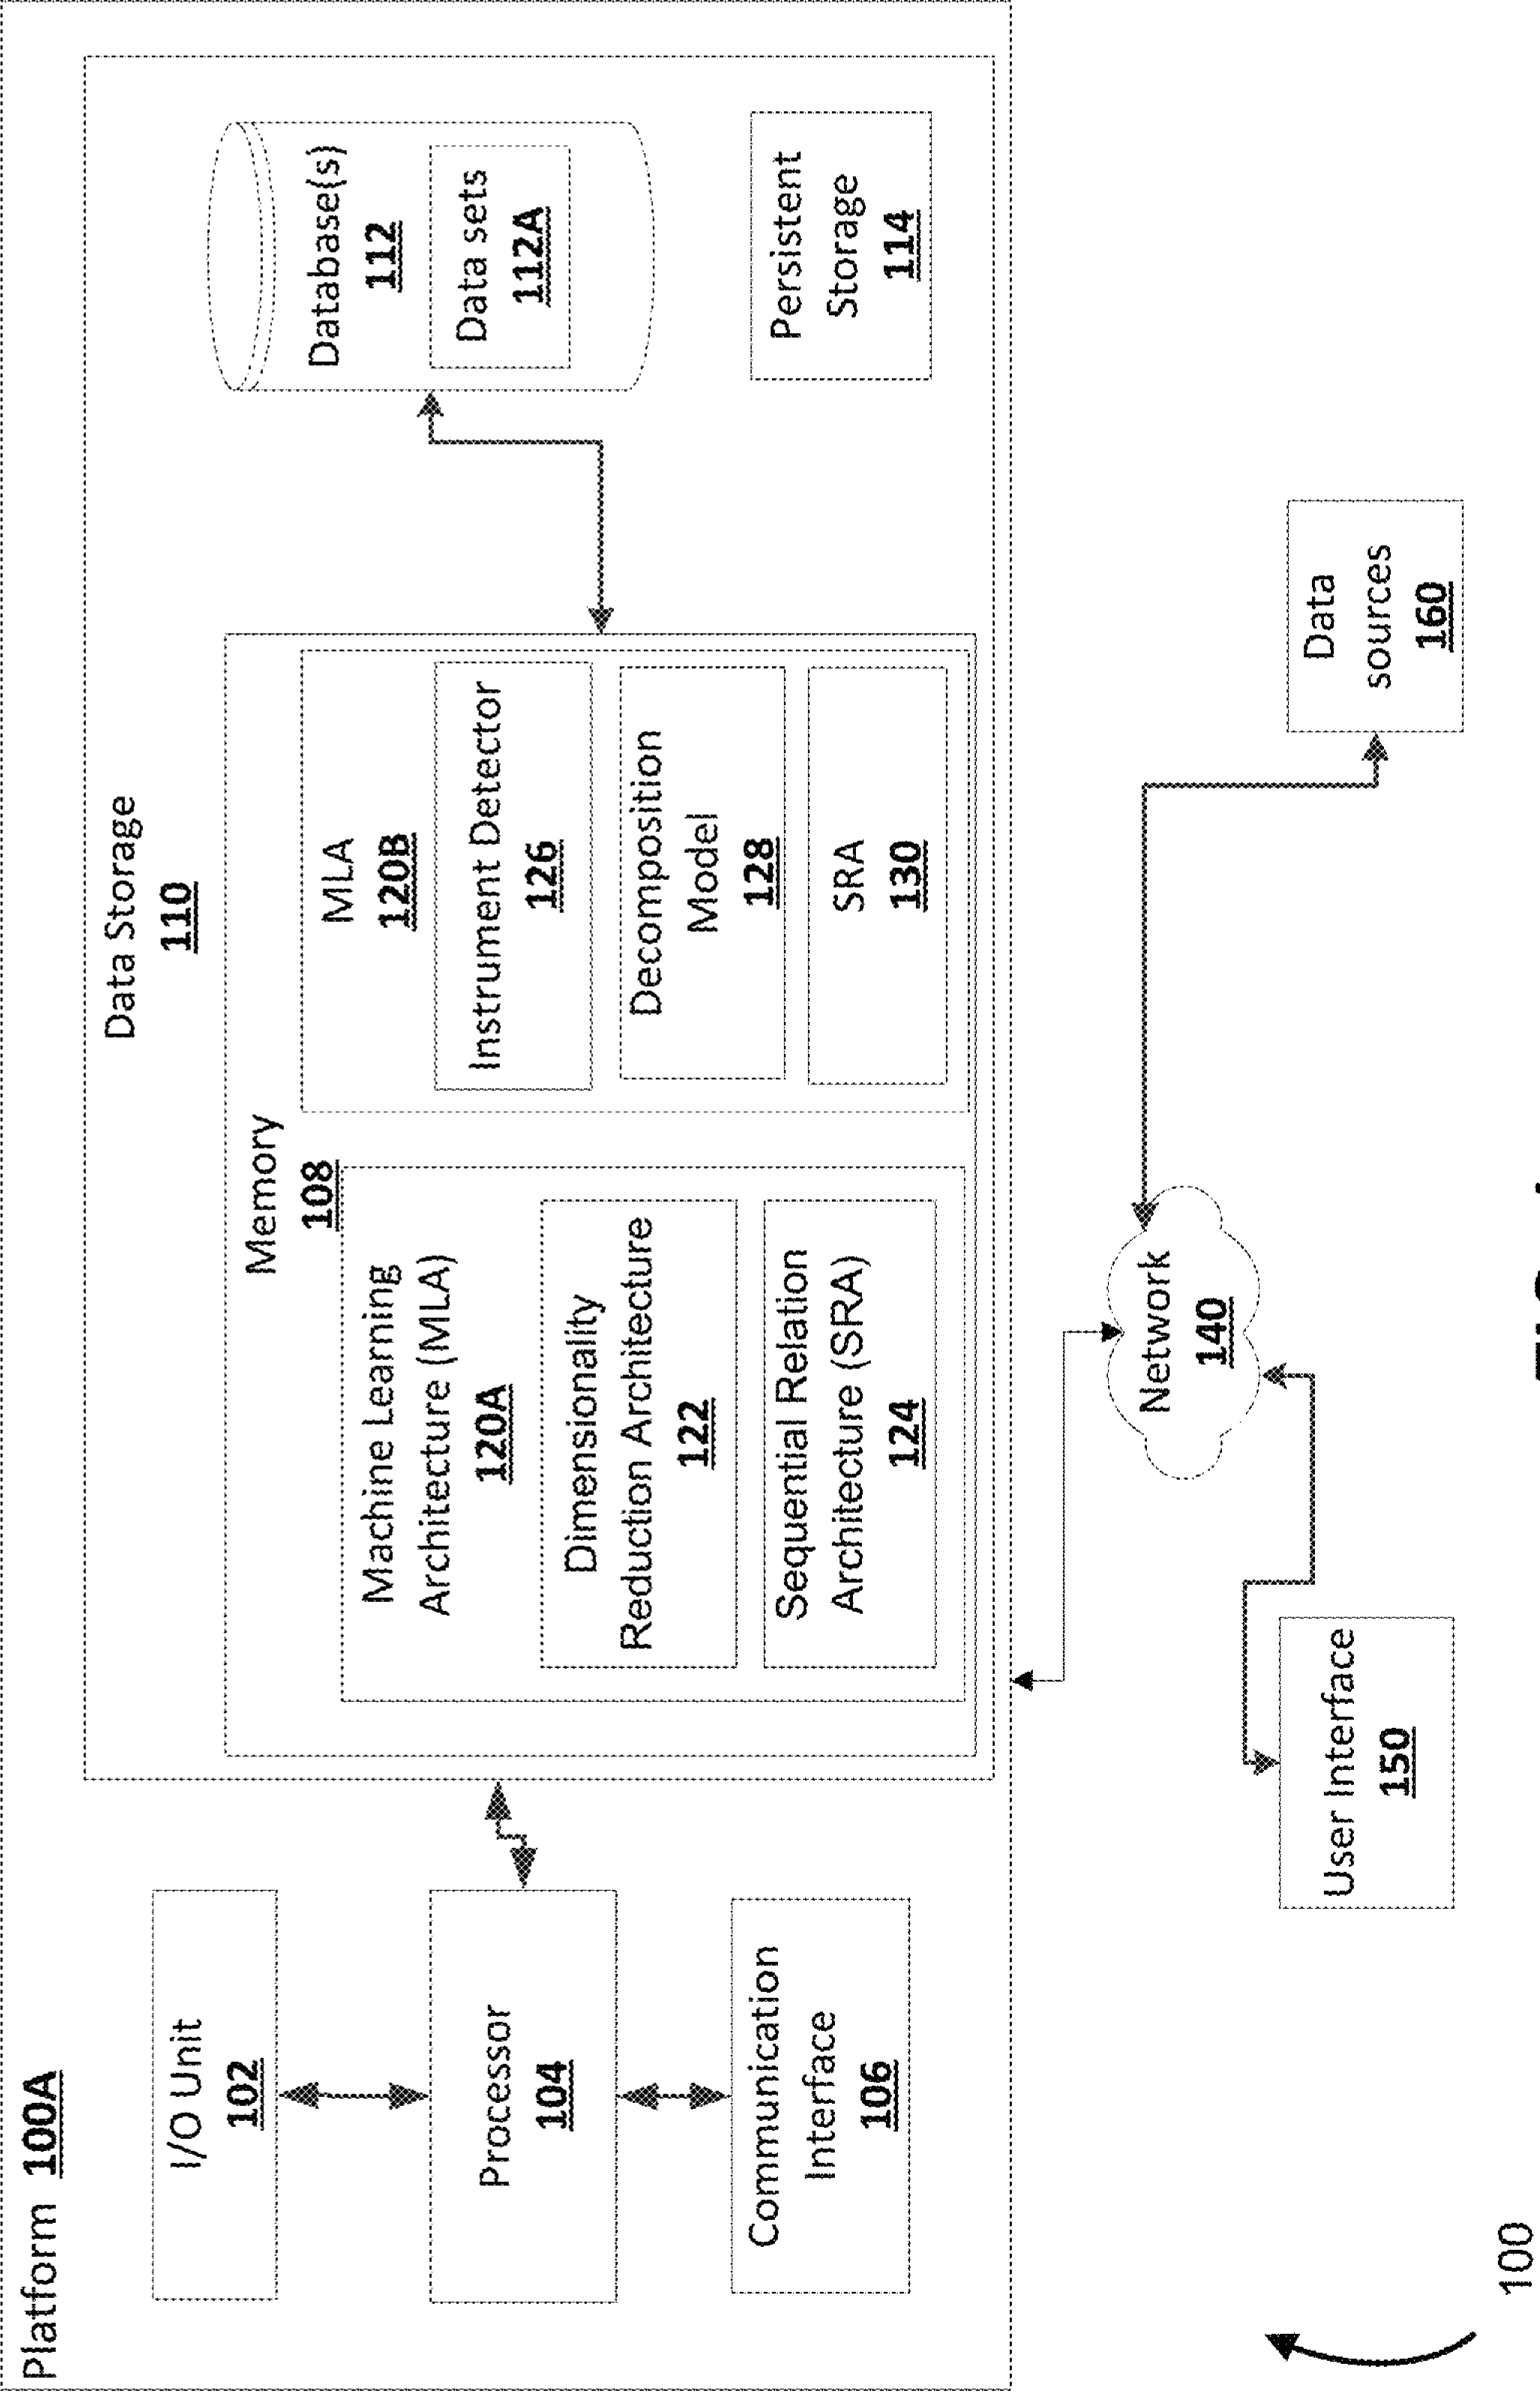 Platform 100A
I/O Unit
102
Processor
104
Communication
Interface
106
Data Storage
110
Memory
108
Machine Learning
Architecture (MLA)
120A
Dimensionality
Reduction Architecture
122
Sequential Relation
Architecture (SRA)
124
MLA
120B
Instrument Detector
126
Decomposition
Model
128
SRA
130
Database(s)
112
Data sets
112A
Persistent
Storage
114
Network
140
User Interface
150
Data
sources
160
100